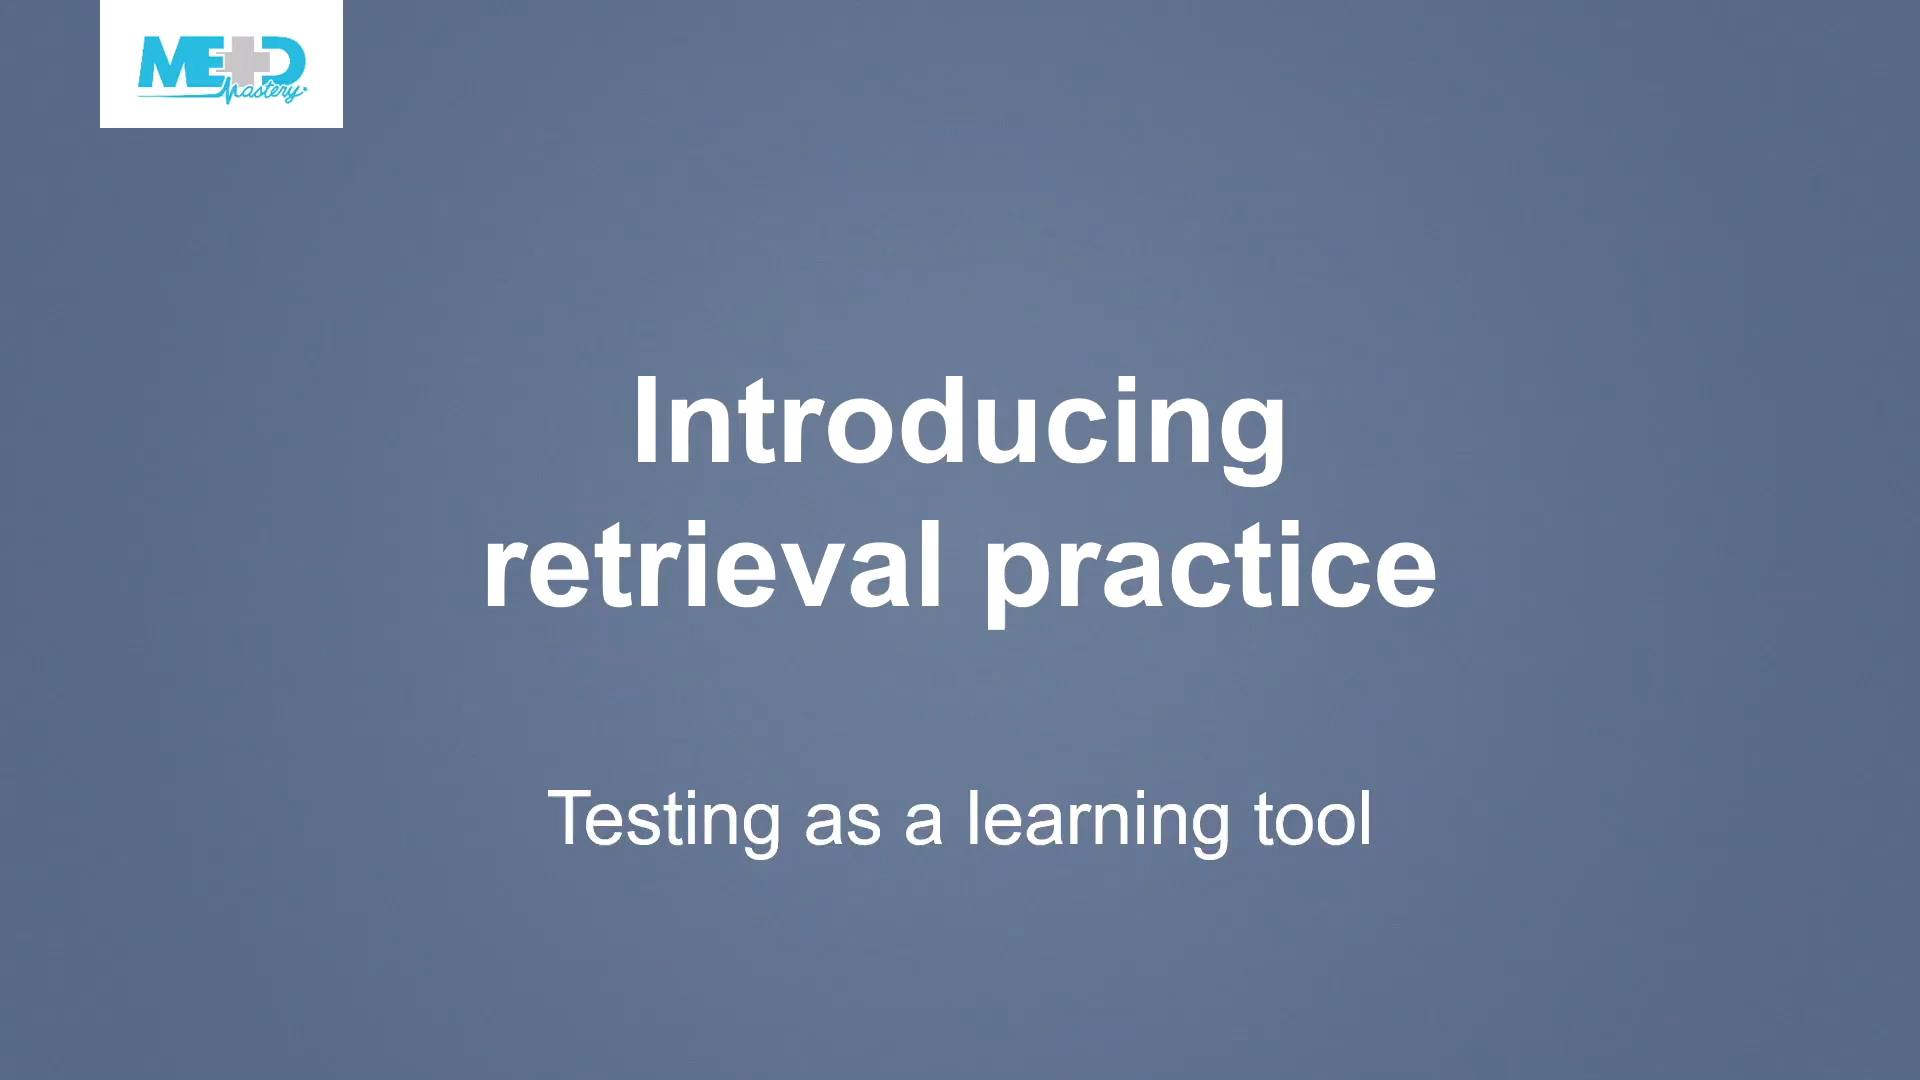 MED
Mastery
Introducing
retrieval practice
Testing as a learning tool